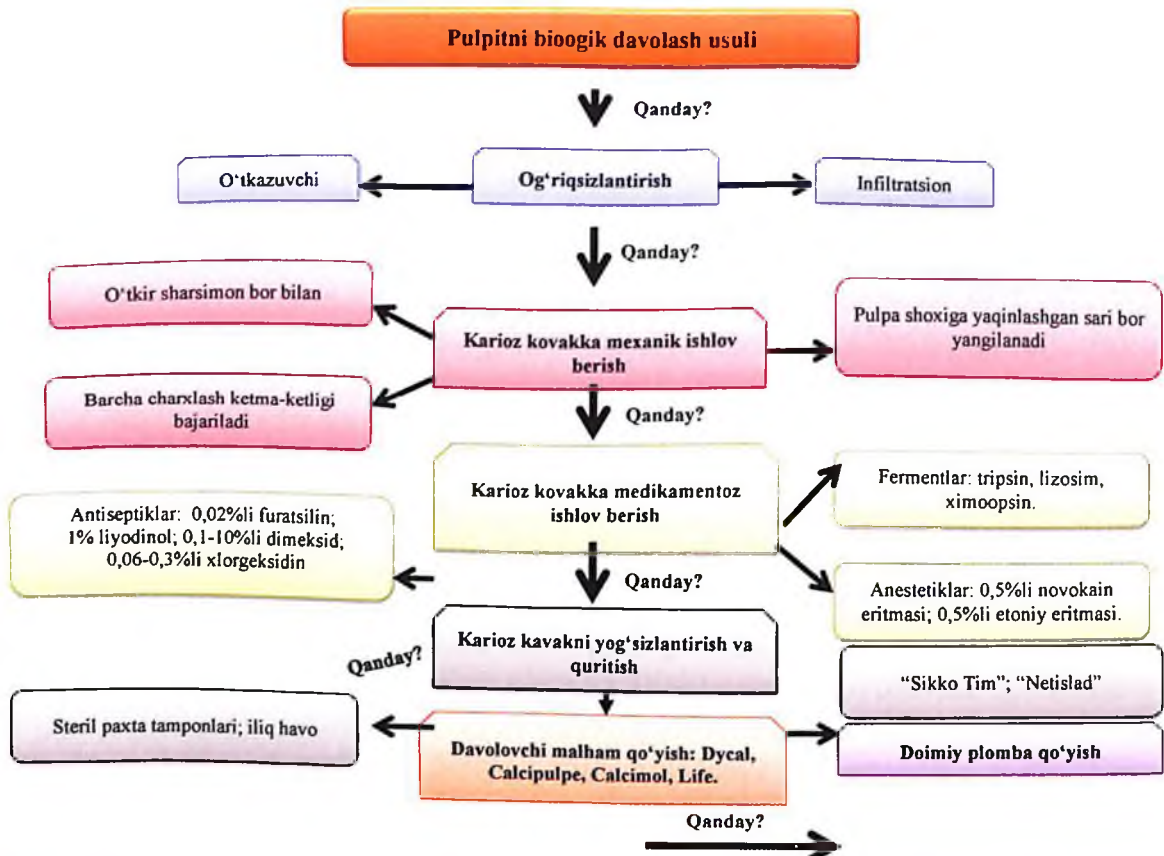 Pulpitni bioogik davolash usuli
Qanday?
O‘tkazuvchi
Og‘riqsizlantirish
Infiltratsion
Qanday?
O‘tkir sharsimon bor bilan
Karioz kovakka mexanik ishlov
berish
Pulpa shoxiga yaqinlashgan sari bor
yangilanadi
Barcha charxlash ketma-ketligi
bajariladi
Qanday?
Karioz kovakka medikamentoz
ishlov berish
Fermentlar: tripsin, lizosim,
ximoopsin.
Antiseptiklar: 0,02%li furatsilin;
1% liyodinol; 0,1-10%li dimeksid;
0,06-0,3%li xlorgeksidin
Qanday?
Anestetiklar: 0,5%li novokain
eritmasi; 0,5%li etoniy eritmasi.
Karioz kavakni yog‘sizlantirish va
quritish
Qanday?
“Sikko Tim”; “Netislad”
Steril paxta tamponlari; iliq havo
Davolovchi malham qo‘yish: Dycal,
Calcipulpe, Calcimol, Life.
Doimiy plomba qo‘yish
Qanday?